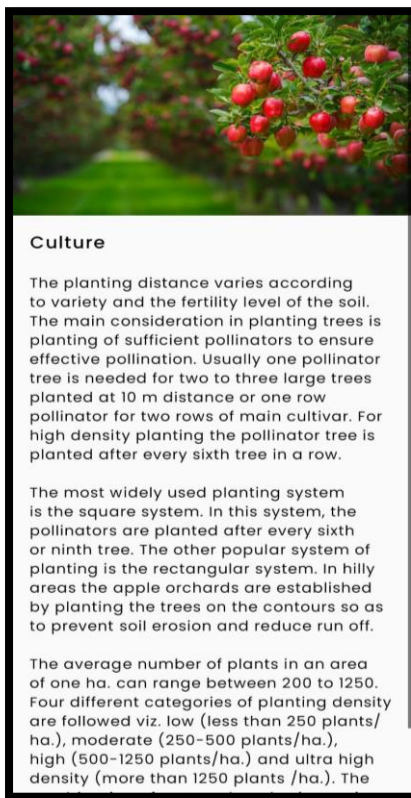 Culture
The planting distance varies according
to variety and the fertility level of the soil.
The main consideration in planting trees is
planting of sufficient pollinators to ensure
effective pollination. Usually one pollinator
tree is needed for two to three large trees
planted at 10 m distance or one row
pollinator for two rows of main cultivar. For
high density planting the pollinator tree is
planted after every sixth tree in a row.
The most widely used planting system
is the square system. In this system, the
pollinators are planted after every sixth
or ninth tree. The other popular system of
planting is the rectangular system. In hilly
areas the apple orchards are established
by planting the trees on the contours so as
to prevent soil erosion and reduce run off.
The average number of plants in an area
of one ha. can range between 200 to 1250.
Four different categories of planting density
are followed viz. low (less than 250 plants/
ha.), moderate (250-500 plants/ha.),
high (500-1250 plants/ha.) and ultra high
density (more than 1250 plants /ha.). The